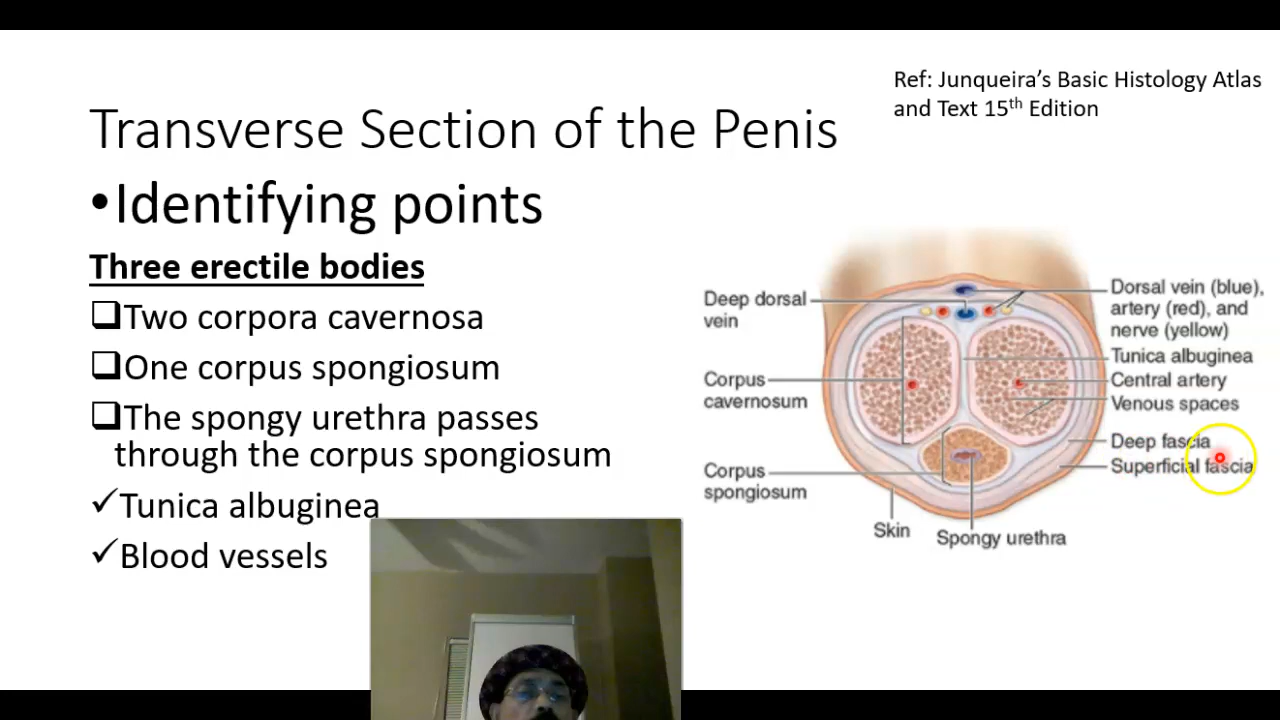 Ref: Junqueira's Basic Histology Atlas
and Text 15th Edition
Transverse Section of the Penis
•Identifying points
Three erectile bodies
❑Two corpora cavernosa
❑One corpus spongiosum
❑The spongy urethra passes
through the corpus spongiosum
✓Tunica albuginea
✓Blood vessels
Deep dorsal
vein
Corpus
cavernosum
Corpus
spongiosum
Skin
Spongy urethra
Dorsal vein (blue),
artery (red), and
nerve (yellow)
Tunica albuginea
Central artery
Venous spaces
Deep fascia
Superficial fascia